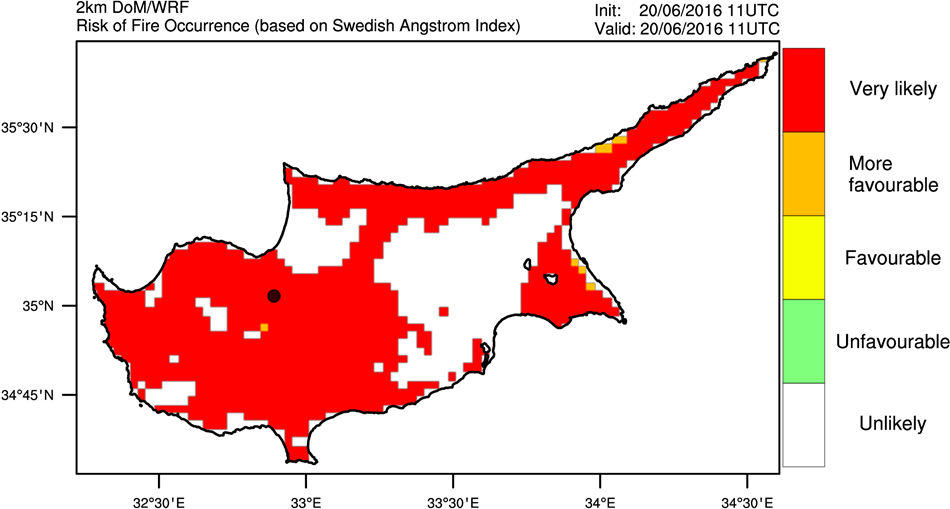 2km DoM/WRF
Risk of Fire Occurrence (based on Swedish Angstrom Index)
Init: 20/06/2016 11UTC
Valid: 20/06/2016 11UTC
35°30'N
35°15'N
35°N
34°45'N
32°30'E
33°E
33°30'E
34°E
34°30'E
Very likely
More
favourable
Favourable
Unfavourable
Unlikely